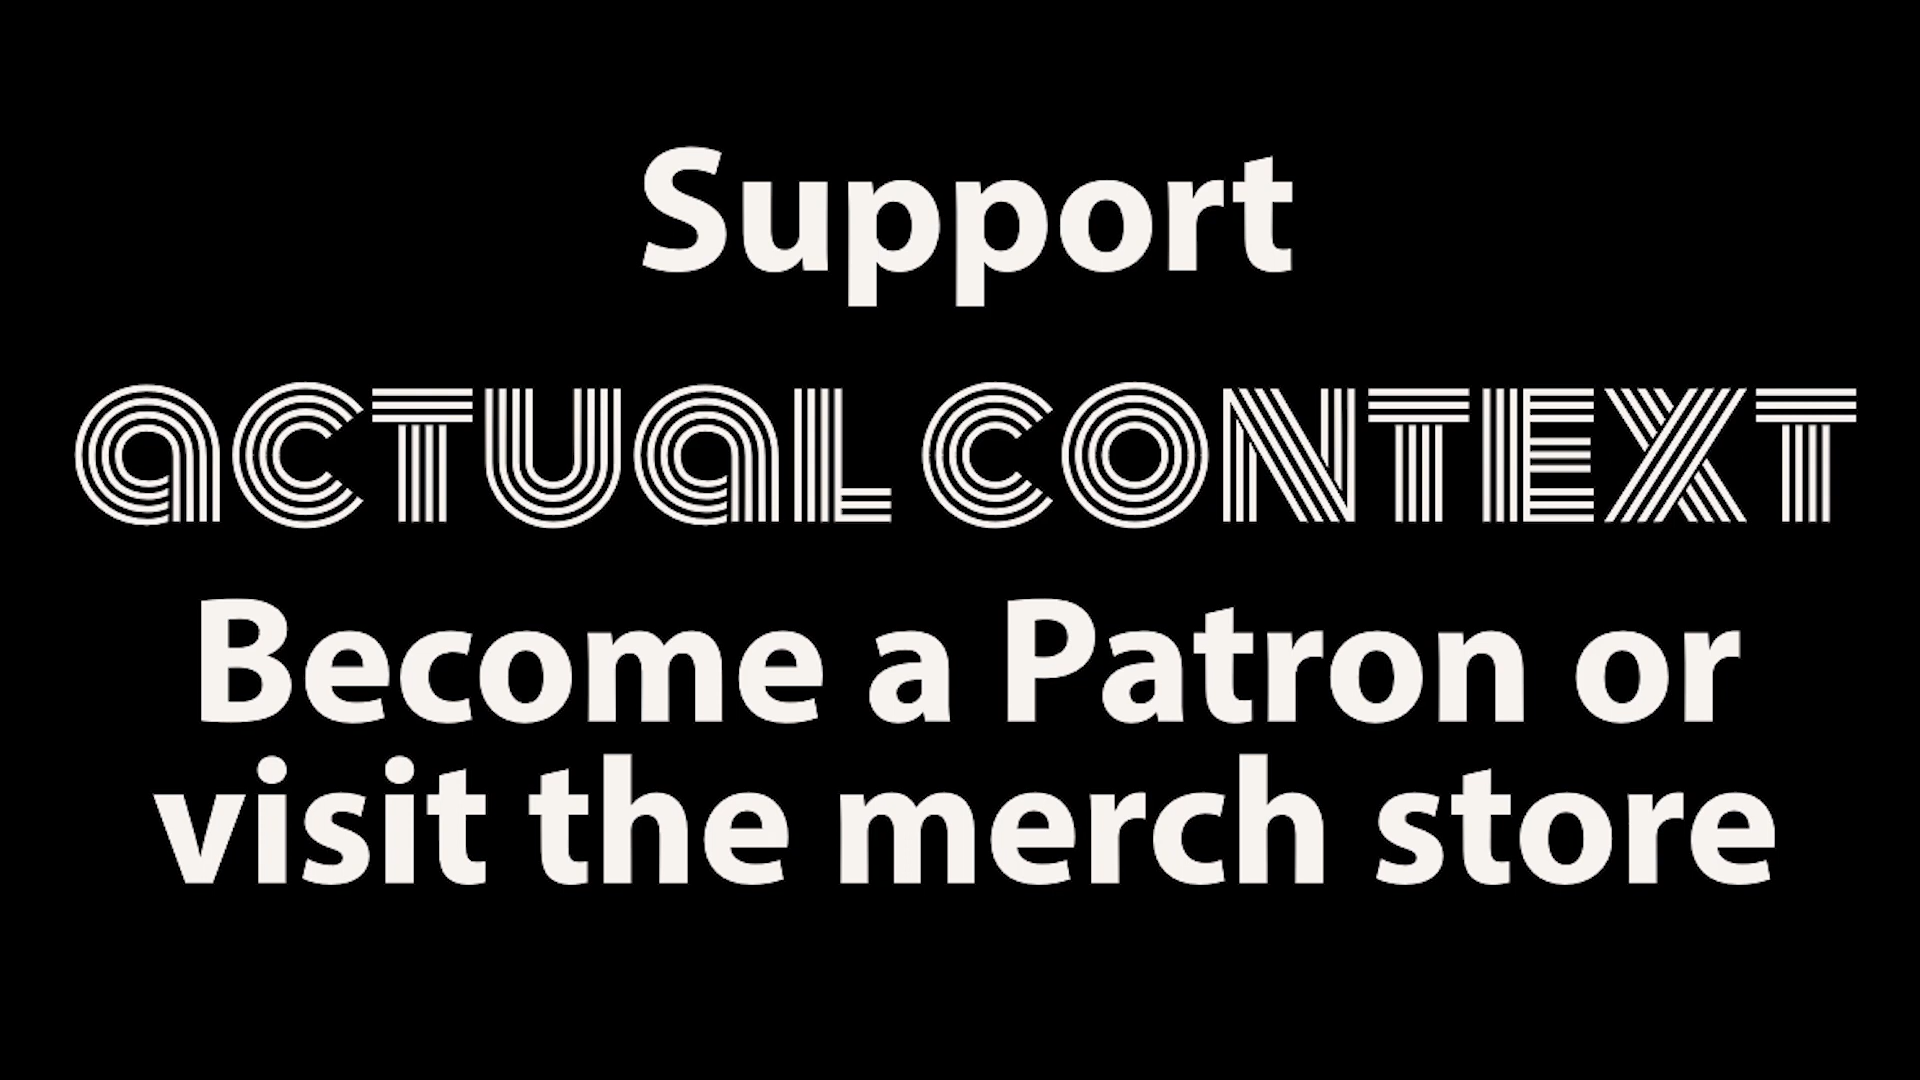 Support
aCTUaL CONTEXT
Become a Patron or
visit the merch store